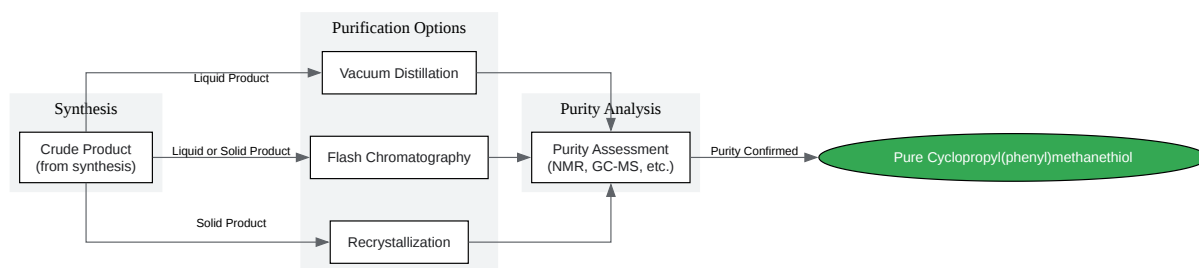 Purification Options
Vacuum Distillation
Liquid Product
Synthesis
Purity Analysis
Crude Product
(from synthesis)
Liquid or Solid Product
Flash Chromatography
Purity Assessment
(NMR, GC-MS, etc.)
Purity Confirmed
Pure Cyclopropyl(phenyl)methanethiol
Solid Product
Recrystallization